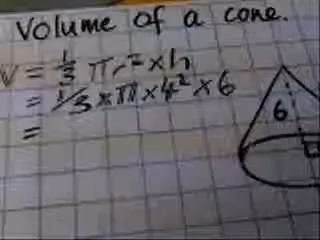 Volume of a cone.
V = 1/3 πr² × h
= 1/3 × π × 4² × 6
=
6